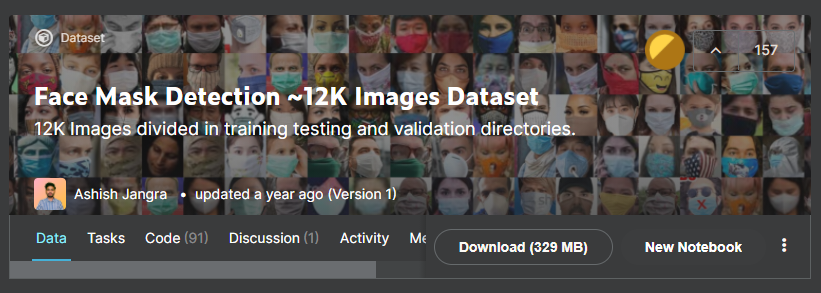 Dataset
157
Face Mask Detection ~12K Images Dataset
12K Images divided in training testing and validation directories.
Ashish Jangra • updated a year ago (Version 1)
Data Tasks Code (91) Discussion (1) Activity Me Download (329 MB) New Notebook